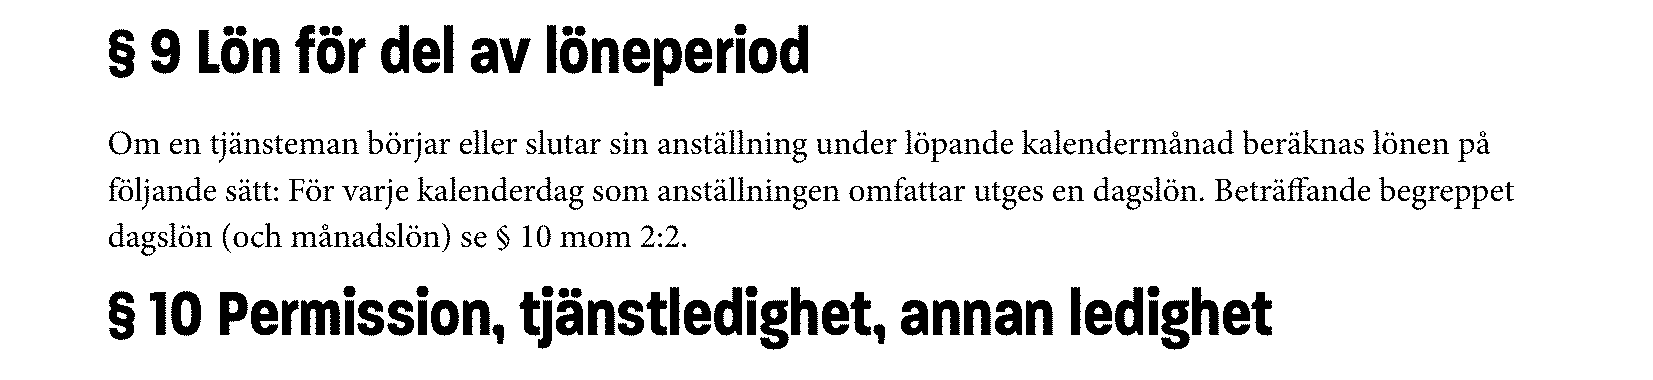 § 9 Lön för del av löneperiod
Om en tjänsteman börjar eller slutar sin anställning under löpande kalendermånad beräknas lönen på
följande sätt: För varje kalenderdag som anställningen omfattar utges en dagslön. Beträffande begreppet
dagslön (och månadslön) se § 10 mom 2:2.
§ 10 Permission, tjänstledighet, annan ledighet